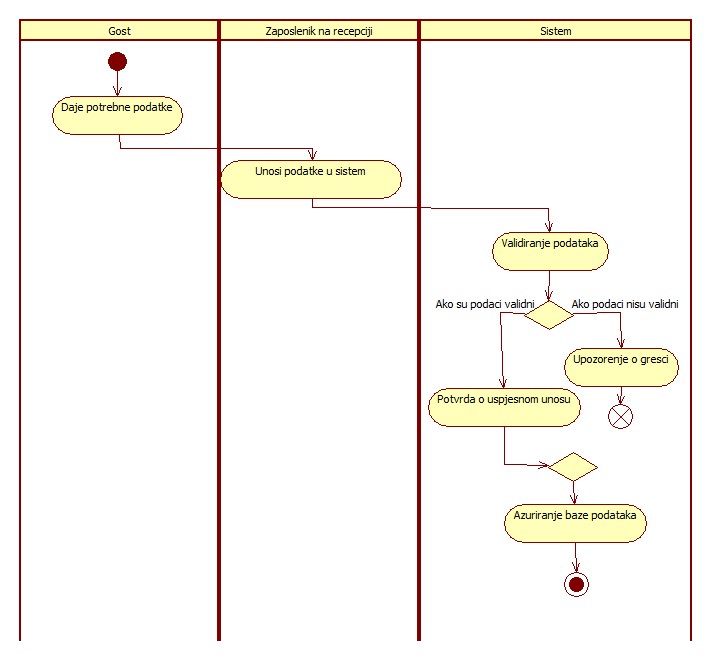 Gost
Zaposlenik na recepciji
Sistem
Daje potrebne podatke
Unosi podatke u sistem
Validiranje podataka
Ako su podaci validni
Ako podaci nisu validni
Upozorenje o gresci
Potvrda o uspjesnom unosu
Azuriranje baze podataka